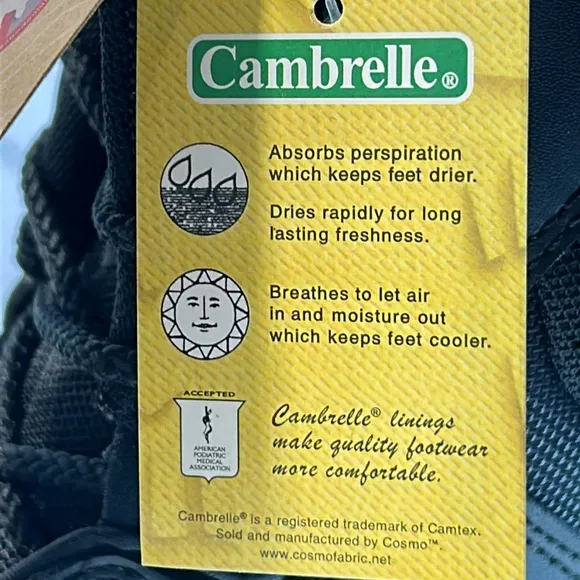 Cambrelle®
Absorbs perspiration
which keeps feet drier.
Dries rapidly for long
lasting freshness.
Breathes to let air
in and moisture out
which keeps feet cooler.
ACCEPTED
AMERICAN
PODIATRIC
MEDICAL
ASSOCIATION
Cambrelle® linings
make quality footwear
more comfortable.
Cambrelle® is a registered trademark of Camtex.
Sold and manufactured by Cosmo™.
www.cosmofabric.net